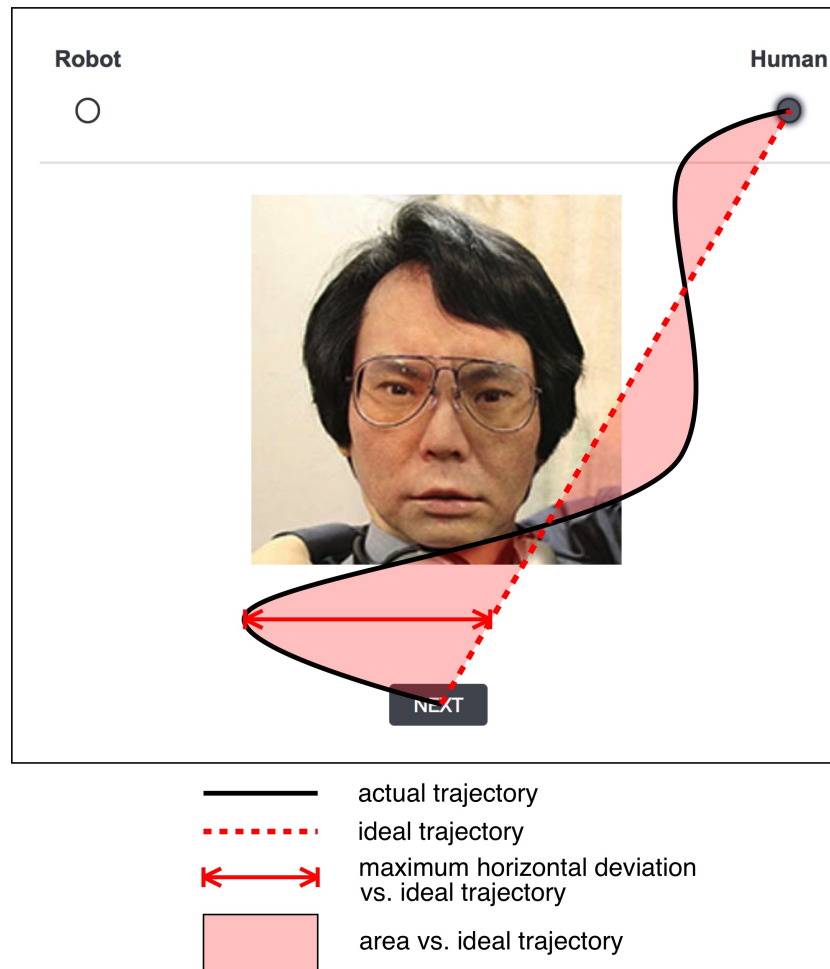 Robot
Human
NEXT
actual trajectory
ideal trajectory
maximum horizontal deviation
vs. ideal trajectory
area vs. ideal trajectory